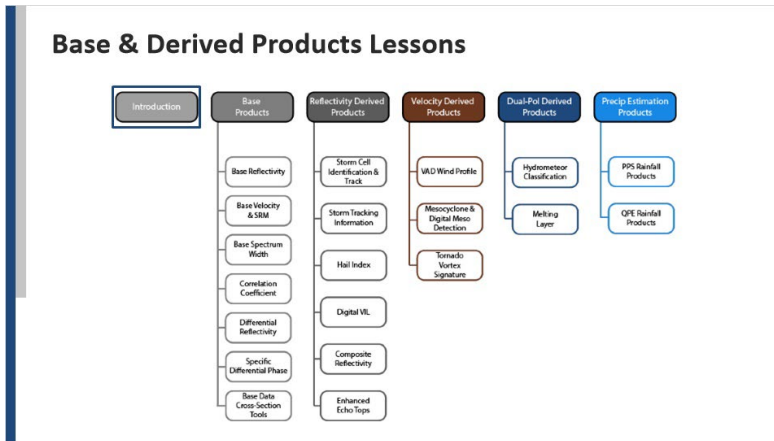 Base & Derived Products Lessons
Introduction
Base
Products
Reflectivity Derived
Products
Velocity Derived
Products
Dual-Pol Derived
Products
Precip Estimation
Products
Base Reflectivity
Base Velocity
& SRM
Base Spectrum
Width
Correlation
Coefficient
Differential
Reflectivity
Specific
Differential Phase
Base Data
Cross-Section
Tools
Storm Cell
Identification &
Track
Storm Tracking
Information
Hail Index
Digital VIL
Composite
Reflectivity
Enhanced
Echo Tops
VAD Wind Profile
Mesocyclone &
Digital Meso
Detection
Tornado
Vortex
Signature
Hydrometeor
Classification
Melting
Layer
PPS Rainfall
Products
QPE Rainfall
Products